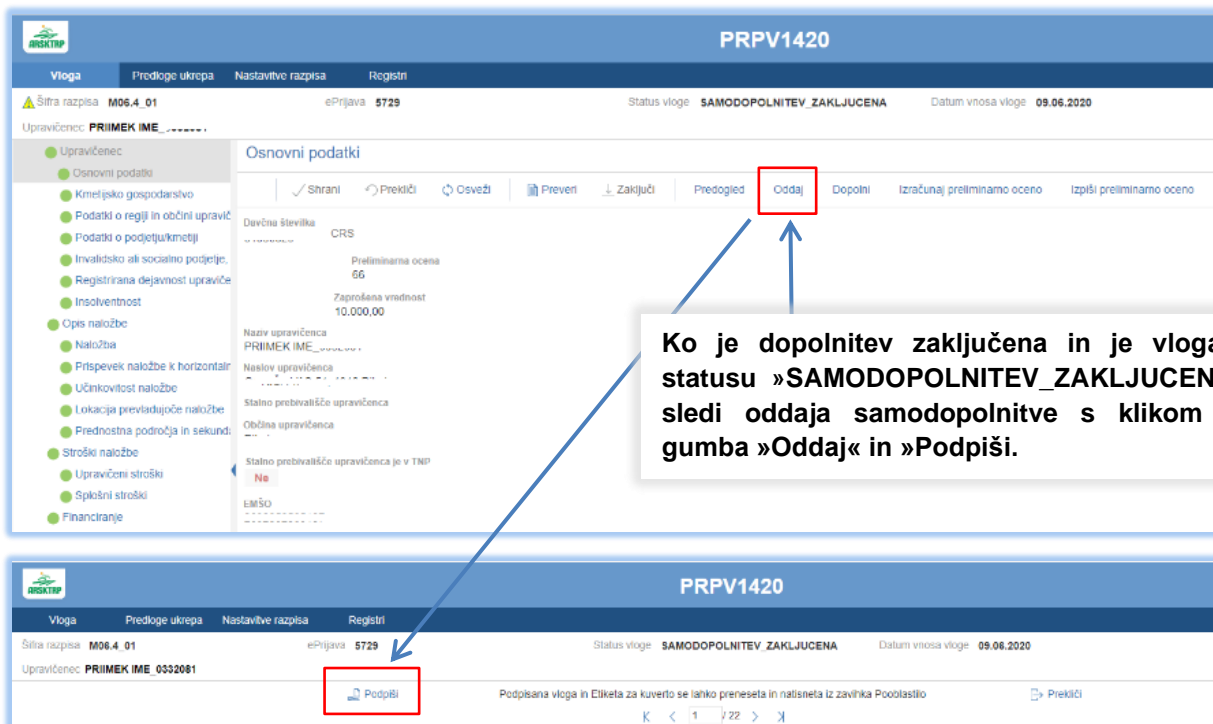 ARSKTRP
PRPV1420
Vloga Predloge ukrepa Nastavitve razpisa Registri
Šifra razpisa M06.4_01 ePrijava 5729 Status vloge SAMODOPOLNITEV_ZAKLJUCENA Datum vnosa vloge 09.06.2020
Upravičenec PRIIMEK IME_
Upravičenec
Osnovni podatki
Kmetijsko gospodarstvo
Podatki o regiji in občini upravič
Podatki o podjetju/kmetiji
Invalidsko ali socialno podjetje,
Registrirana dejavnost upraviče
Insolventnost
Opis naložbe
Naložba
Prispevek naložbe k horizontaln
Učinkovitost naložbe
Lokacija prevladujoče naložbe
Prednostna področja in sekund
Stroški naložbe
Upravičeni stroški
Splošni stroški
Financiranje
Osnovni podatki
Shrani Prekliči Osveži Preveri Zaključi Predogled Oddaj Dopolni Izračunaj preliminarno oceno Izpiši preliminarno oceno
Davčna številka
CRS
Preliminarna ocena
66
Zaprošena vrednost
10.000,00
Naziv upravičenca
PRIIMEK IME_
Naslov upravičenca
Stalno prebivališče upravičenca
Občina upravičenca
Stalno prebivališče upravičenca je v TNP
Ne
EMŠO
Ko je dopolnitev zaključena in je vloga
statusu »SAMODOPOLNITEV_ZAKLJUCEN
sledi oddaja samodopolnitve s klikom
gumba »Oddaj« in »Podpiši.
ARSKTRP
PRPV1420
Vloga Predloge ukrepa Nastavitve razpisa Registri
Šifra razpisa M06.4_01 ePrijava 5729 Status vloge SAMODOPOLNITEV_ZAKLJUCENA Datum vnosa vloge 09.06.2020
Upravičenec PRIIMEK IME_0332081
Podpiši Podpisana vloga in Etiketa za kuverto se lahko preneseta in natisneta iz zavihka Pooblastilo Prekliči
1 / 22